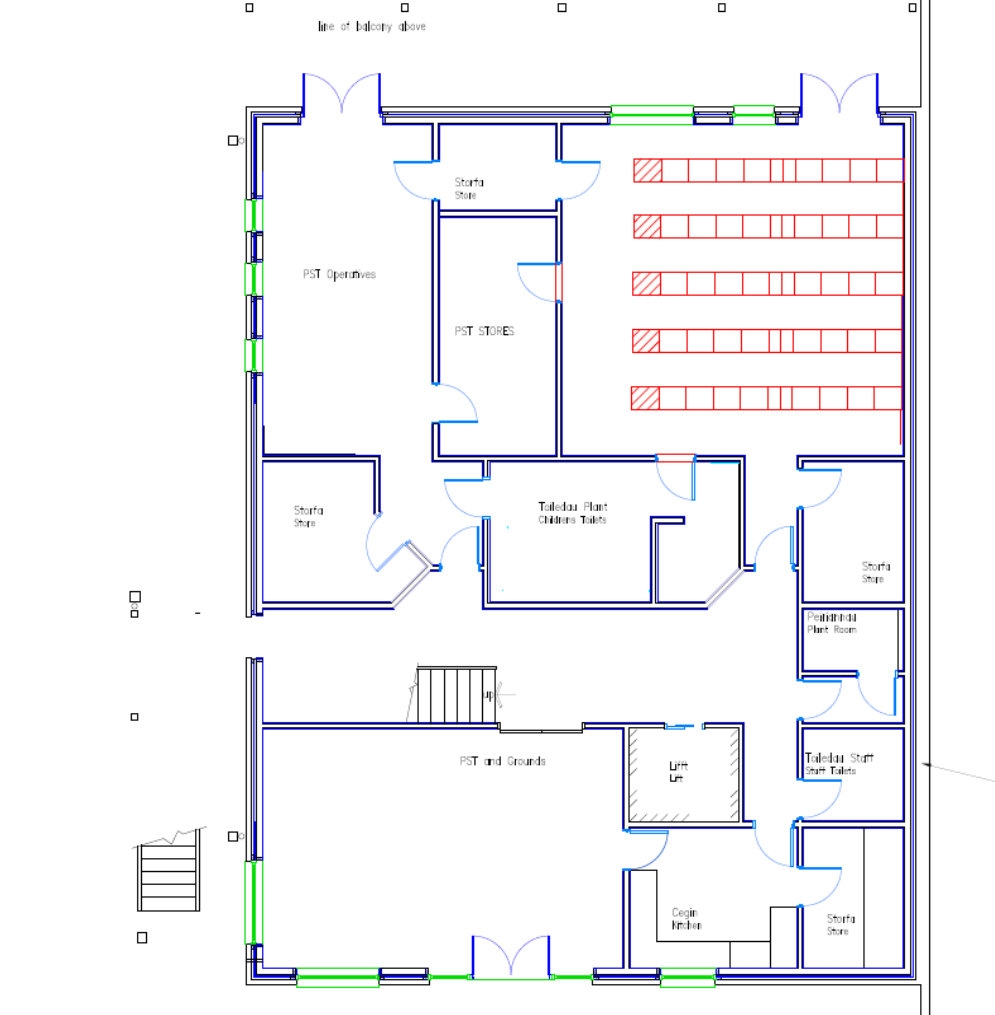 line of balcony above
Storfa
Store
PST Operatives
PST STORES
Storfa
Store
Toiledau Plant
Childrens Toilets
Storfa
Store
Peiriannau
Plant Room
up
PST and Grounds
Lifft
Lift
Toiledau Staff
Staff Toilets
Cegin
Kitchen
Storfa
Store